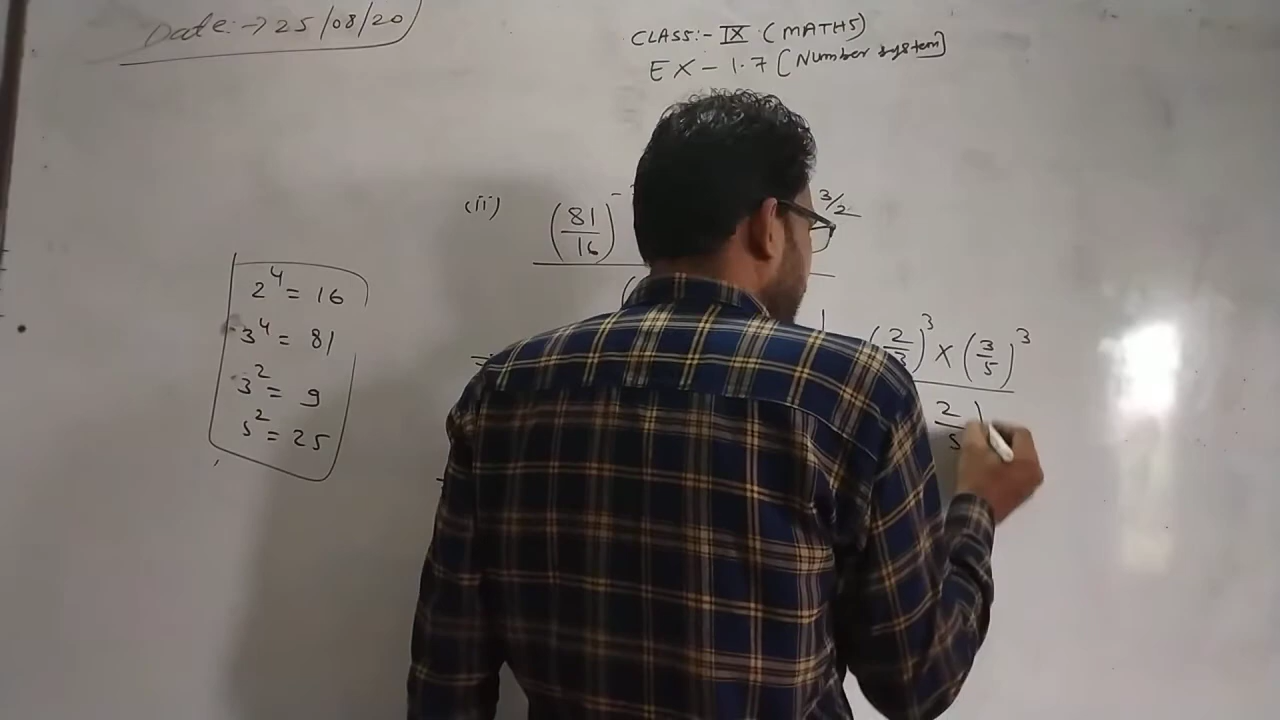 Date:→ 25/08/20
CLASS:- IX (MATHS)
EX - 1.7 [Number system]
(ii) (81/16)^- 3/2
(
2^4 = 16
3^4 = 81
3^2 = 9
5^2 = 25
(2/3)^3 × (3/5)^3
2/5)